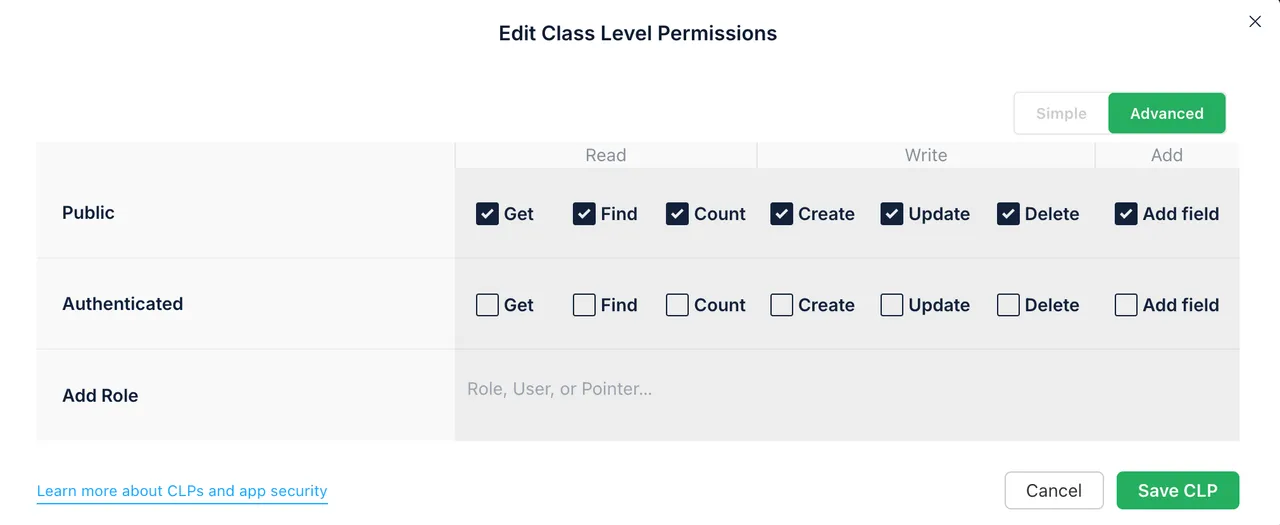 Edit Class Level Permissions
Simple Advanced
Read Write Add
Public Get Find Count Create Update Delete Add field
Authenticated Get Find Count Create Update Delete Add field
Add Role Role, User, or Pointer...
Learn more about CLPs and app security Cancel Save CLP